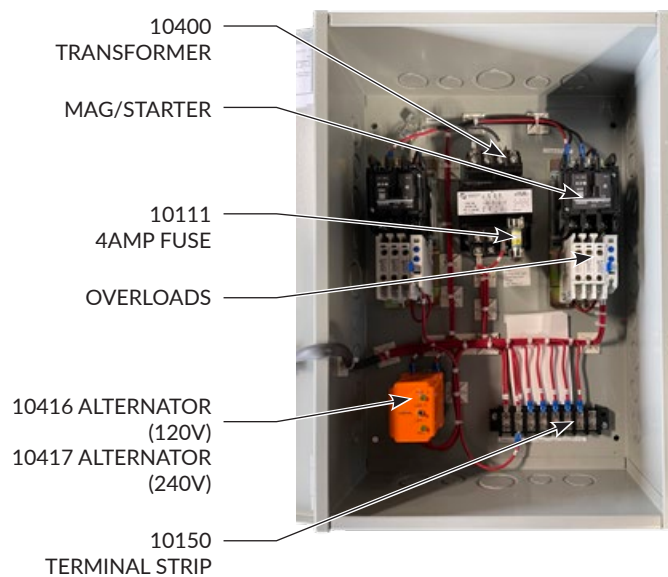 10400
TRANSFORMER
MAG/STARTER
10111
4AMP FUSE
OVERLOADS
10416 ALTERNATOR
(120V)
10417 ALTERNATOR
(240V)
10150
TERMINAL STRIP